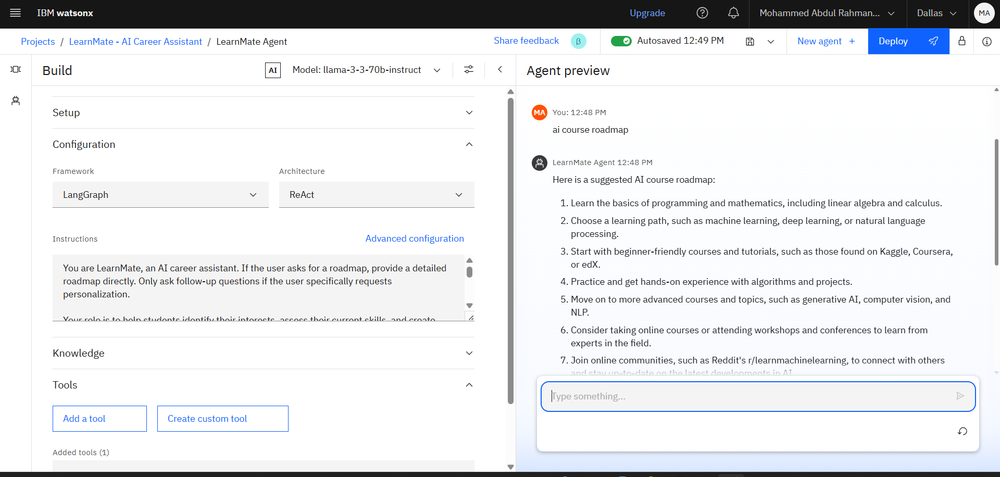 IBM watsonx
Upgrade
Mohammed Abdul Rahman...
Dallas
MA
Projects / LearnMate - AI Career Assistant / LearnMate Agent
Share feedback
β
Autosaved 12:49 PM
New agent +
Deploy
Build
AI
Model: llama-3-3-70b-instruct
Setup
Configuration
Framework
Architecture
LangGraph
ReAct
Instructions
Advanced configuration
You are LearnMate, an AI career assistant. If the user asks for a roadmap, provide a detailed
roadmap directly. Only ask follow-up questions if the user specifically requests
personalization.
Your role is to help students identify their interests, assess their current skills, and create
Knowledge
Tools
Add a tool
Create custom tool
Added tools (1)
Agent preview
MA
You: 12:48 PM
ai course roadmap
LearnMate Agent 12:48 PM
Here is a suggested AI course roadmap:
1. Learn the basics of programming and mathematics, including linear algebra and calculus.
2. Choose a learning path, such as machine learning, deep learning, or natural language
processing.
3. Start with beginner-friendly courses and tutorials, such as those found on Kaggle, Coursera,
or edX.
4. Practice and get hands-on experience with algorithms and projects.
5. Move on to more advanced courses and topics, such as generative AI, computer vision, and
NLP.
6. Consider taking online courses or attending workshops and conferences to learn from
experts in the field.
7. Join online communities, such as Reddit's r/learnmachinelearning, to connect with others
and stay up-to-date on the latest developments in AI.
Type something...